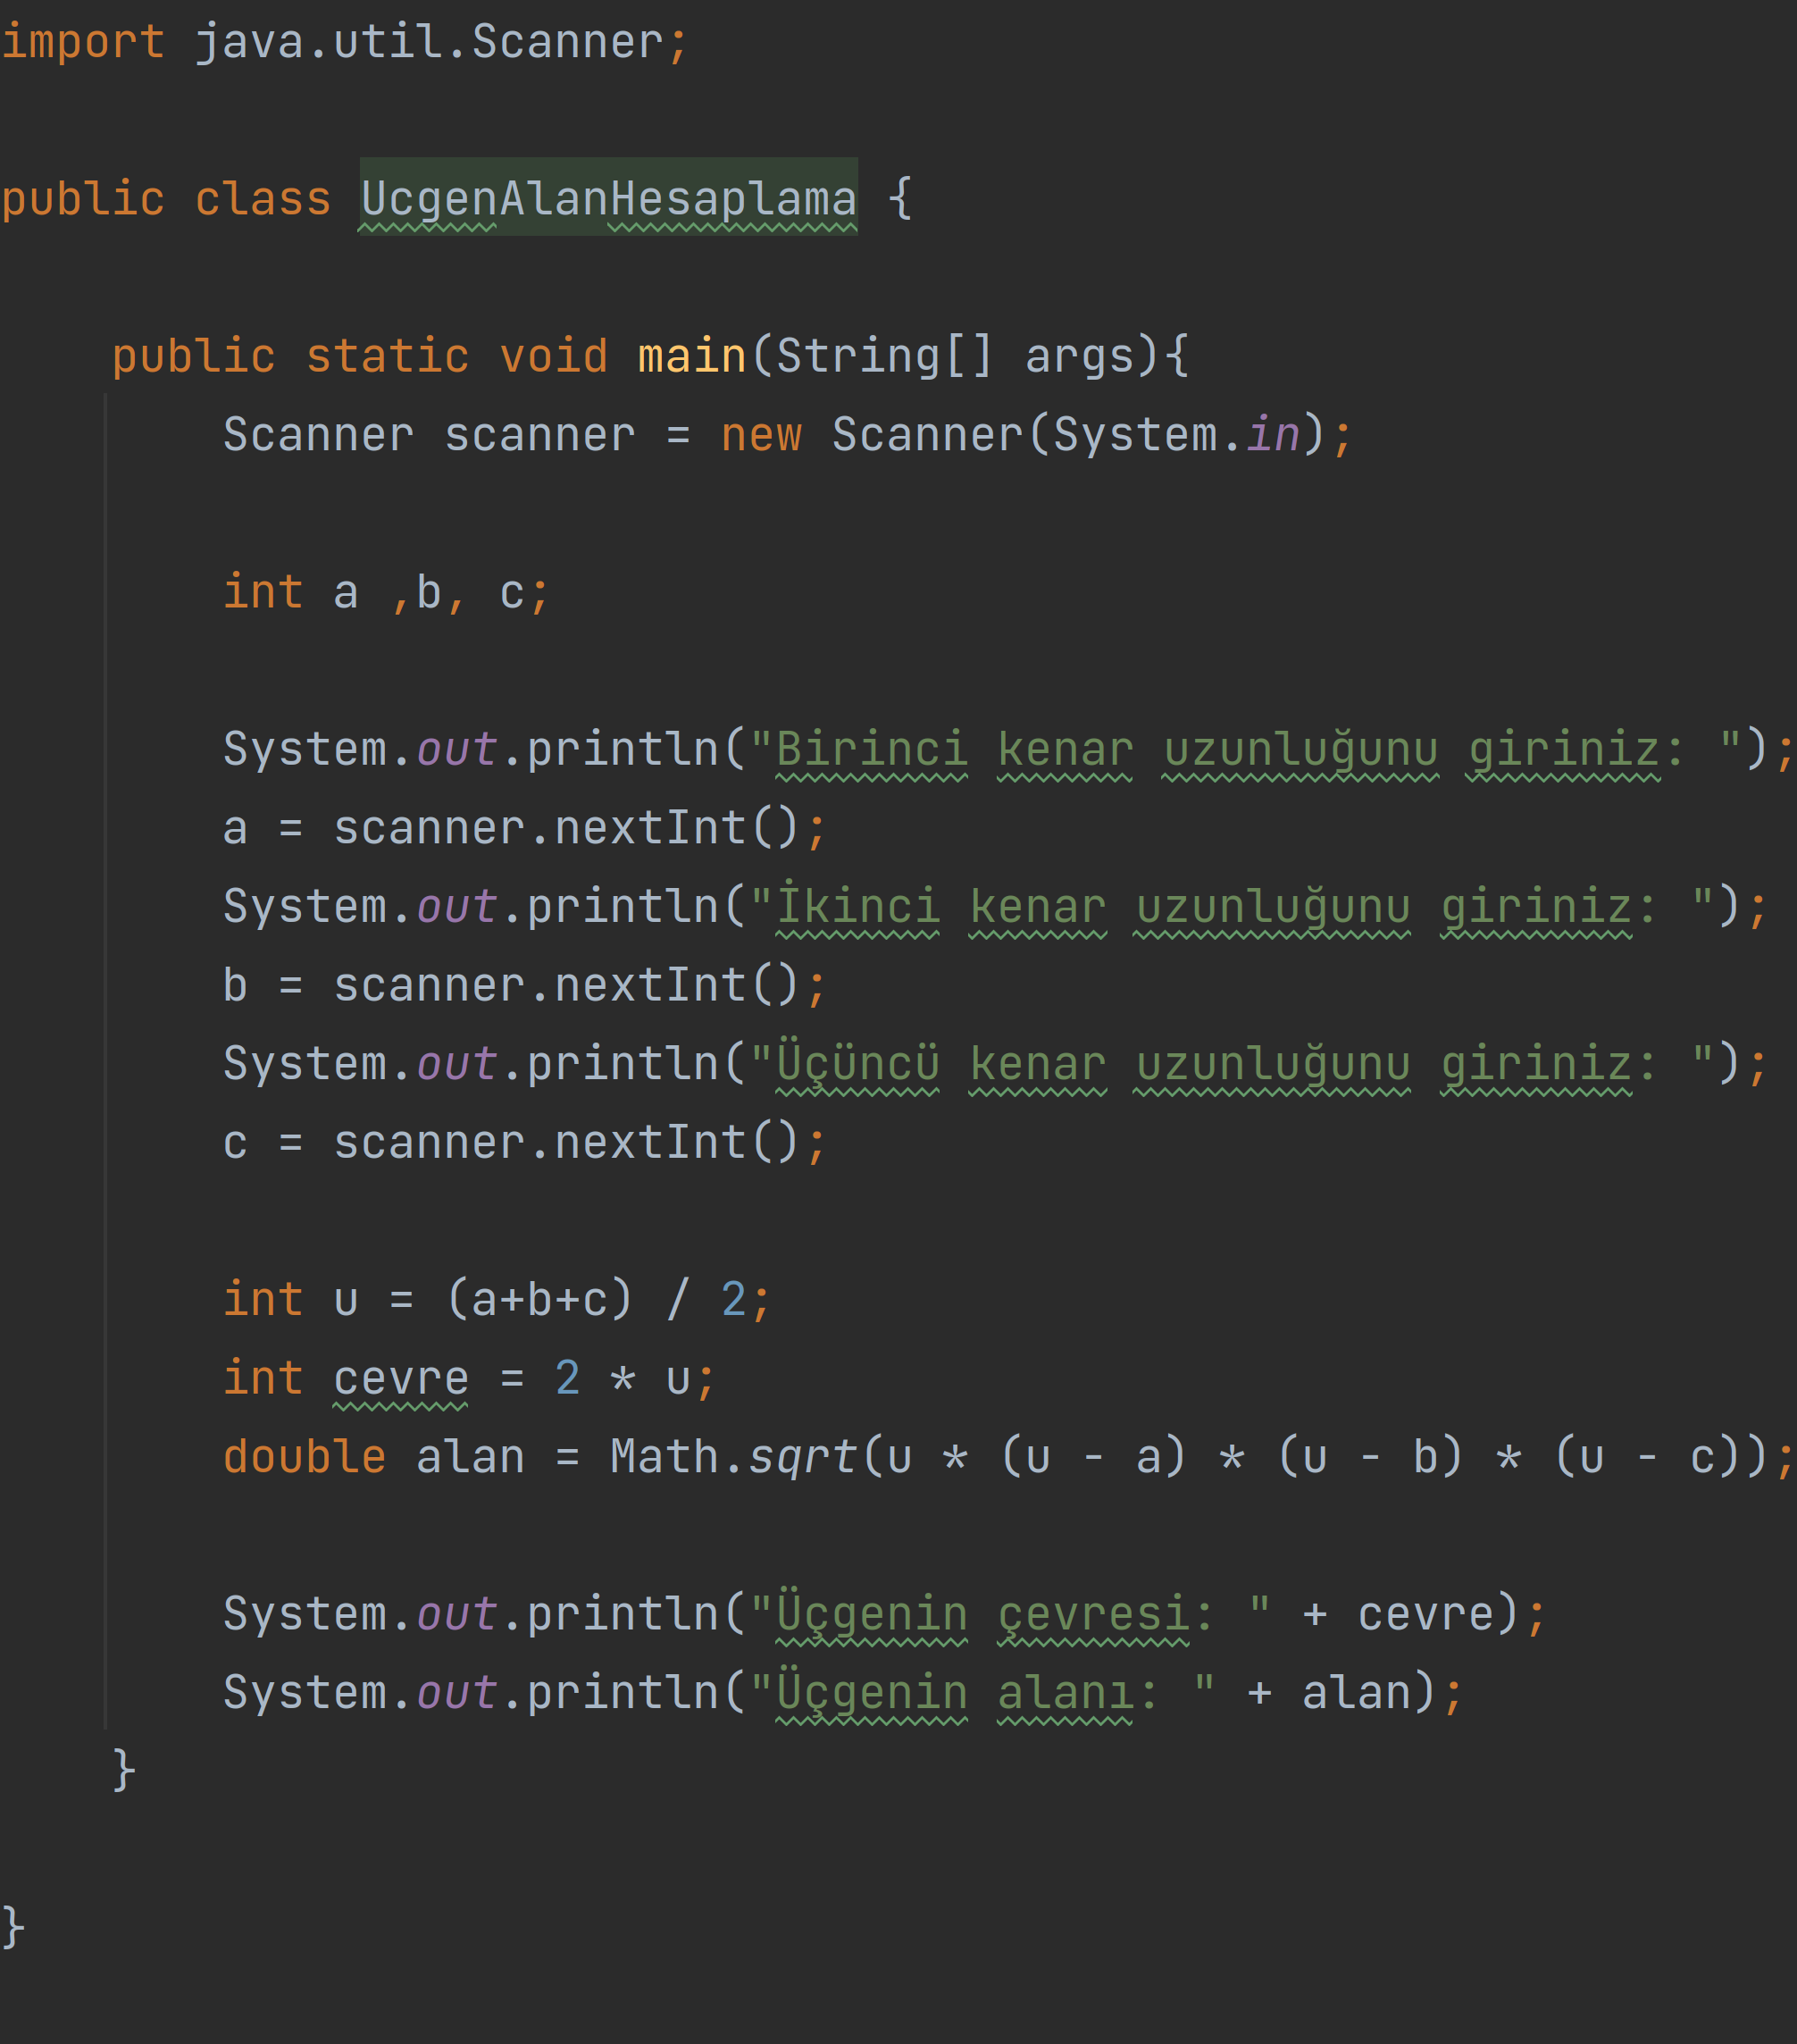 import java.util.Scanner;
public class UcgenAlanHesaplama {
public static void main(String[] args){
Scanner scanner = new Scanner(System.in);
int a ,b, c;
System.out.println("Birinci kenar uzunluğunu giriniz: ");
a = scanner.nextInt();
System.out.println("İkinci kenar uzunluğunu giriniz: ");
b = scanner.nextInt();
System.out.println("Üçüncü kenar uzunluğunu giriniz: ");
c = scanner.nextInt();
int u = (a+b+c) / 2;
int cevre = 2 * u;
double alan = Math.sqrt(u * (u - a) * (u - b) * (u - c));
System.out.println("Üçgenin çevresi: " + cevre);
System.out.println("Üçgenin alanı: " + alan);
}
}